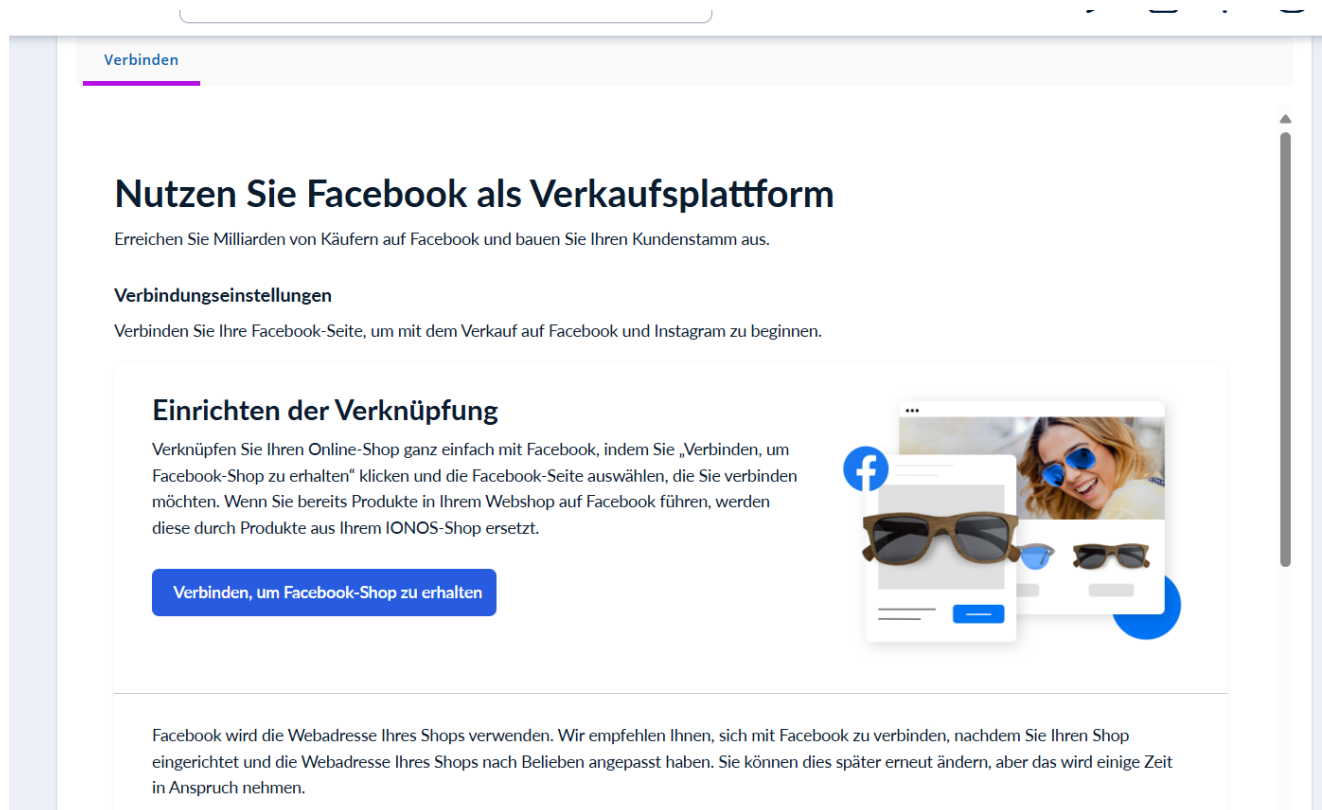 Verbinden
Nutzen Sie Facebook als Verkaufsplattform
Erreichen Sie Milliarden von Käufern auf Facebook und bauen Sie Ihren Kundenstamm aus.
Verbindungseinstellungen
Verbinden Sie Ihre Facebook-Seite, um mit dem Verkauf auf Facebook und Instagram zu beginnen.
Einrichten der Verknüpfung
Verknüpfen Sie Ihren Online-Shop ganz einfach mit Facebook, indem Sie „Verbinden, um
Facebook-Shop zu erhalten“ klicken und die Facebook-Seite auswählen, die Sie verbinden
möchten. Wenn Sie bereits Produkte in Ihrem Webshop auf Facebook führen, werden
diese durch Produkte aus Ihrem IONOS-Shop ersetzt.
Verbinden, um Facebook-Shop zu erhalten
Facebook wird die Webadresse Ihres Shops verwenden. Wir empfehlen Ihnen, sich mit Facebook zu verbinden, nachdem Sie Ihren Shop
eingerichtet und die Webadresse Ihres Shops nach Belieben angepasst haben. Sie können dies später erneut ändern, aber das wird einige Zeit
in Anspruch nehmen.